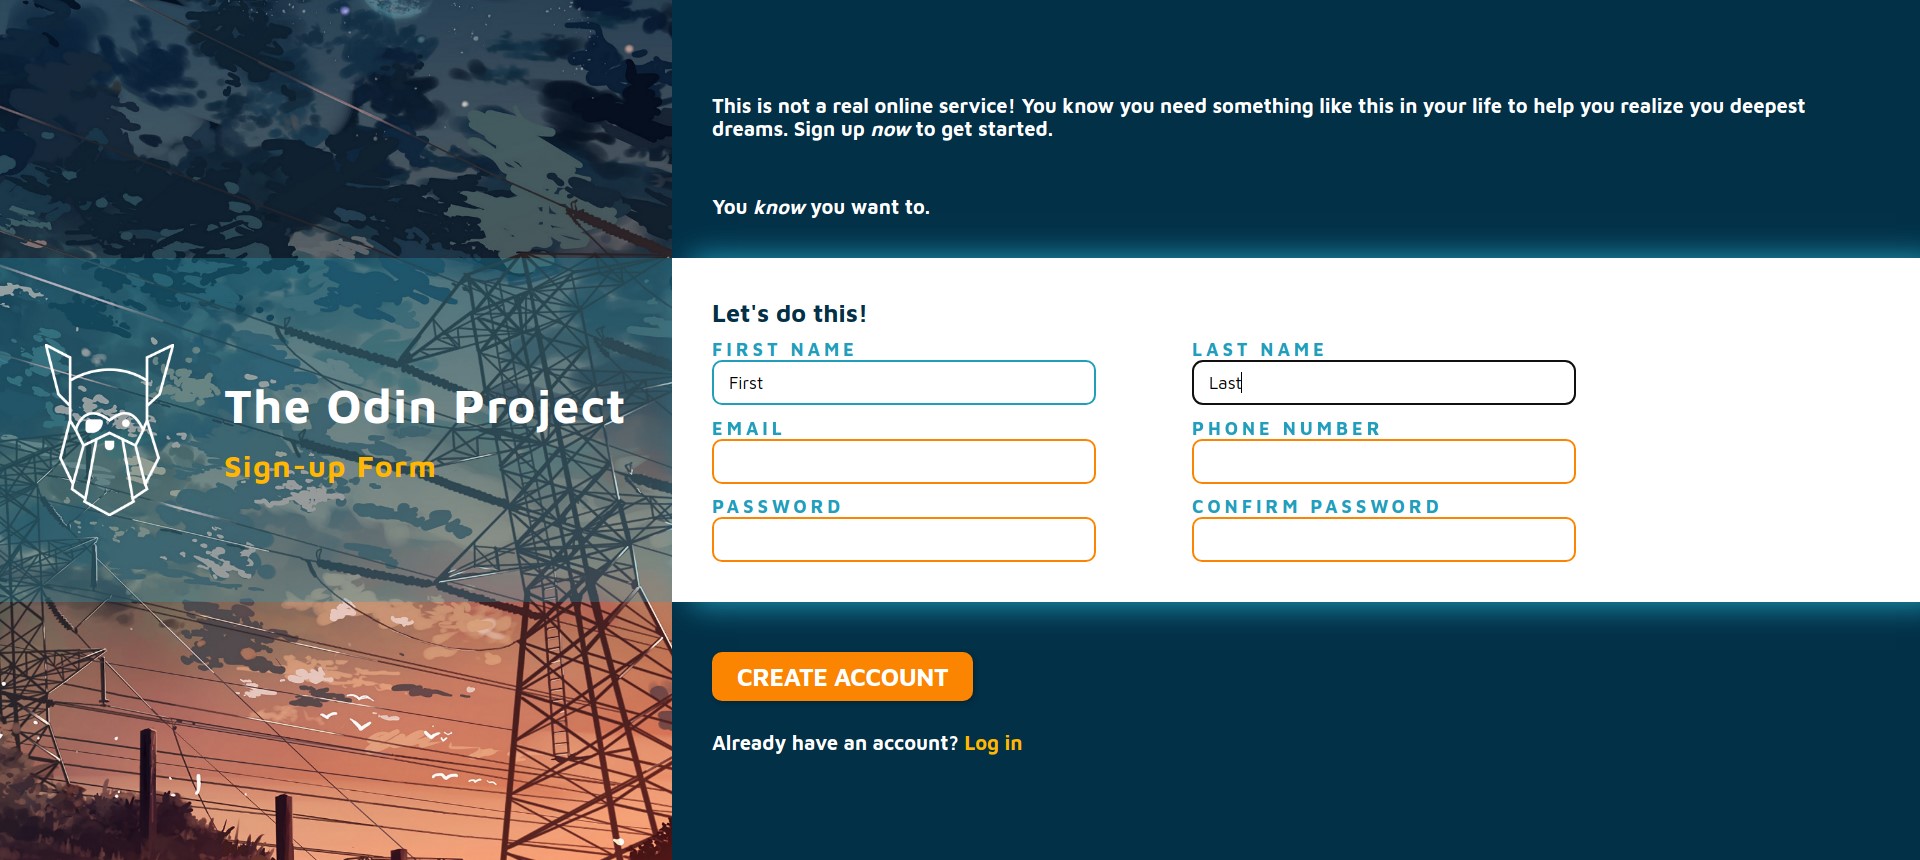 This is not a real online service! You know you need something like this in your life to help you realize you deepest
dreams. Sign up now to get started.
You know you want to.
The Odin Project
Sign-up Form
Let's do this!
FIRST NAME
LAST NAME
First
Last
EMAIL
PHONE NUMBER
PASSWORD
CONFIRM PASSWORD
CREATE ACCOUNT
Already have an account? Log in